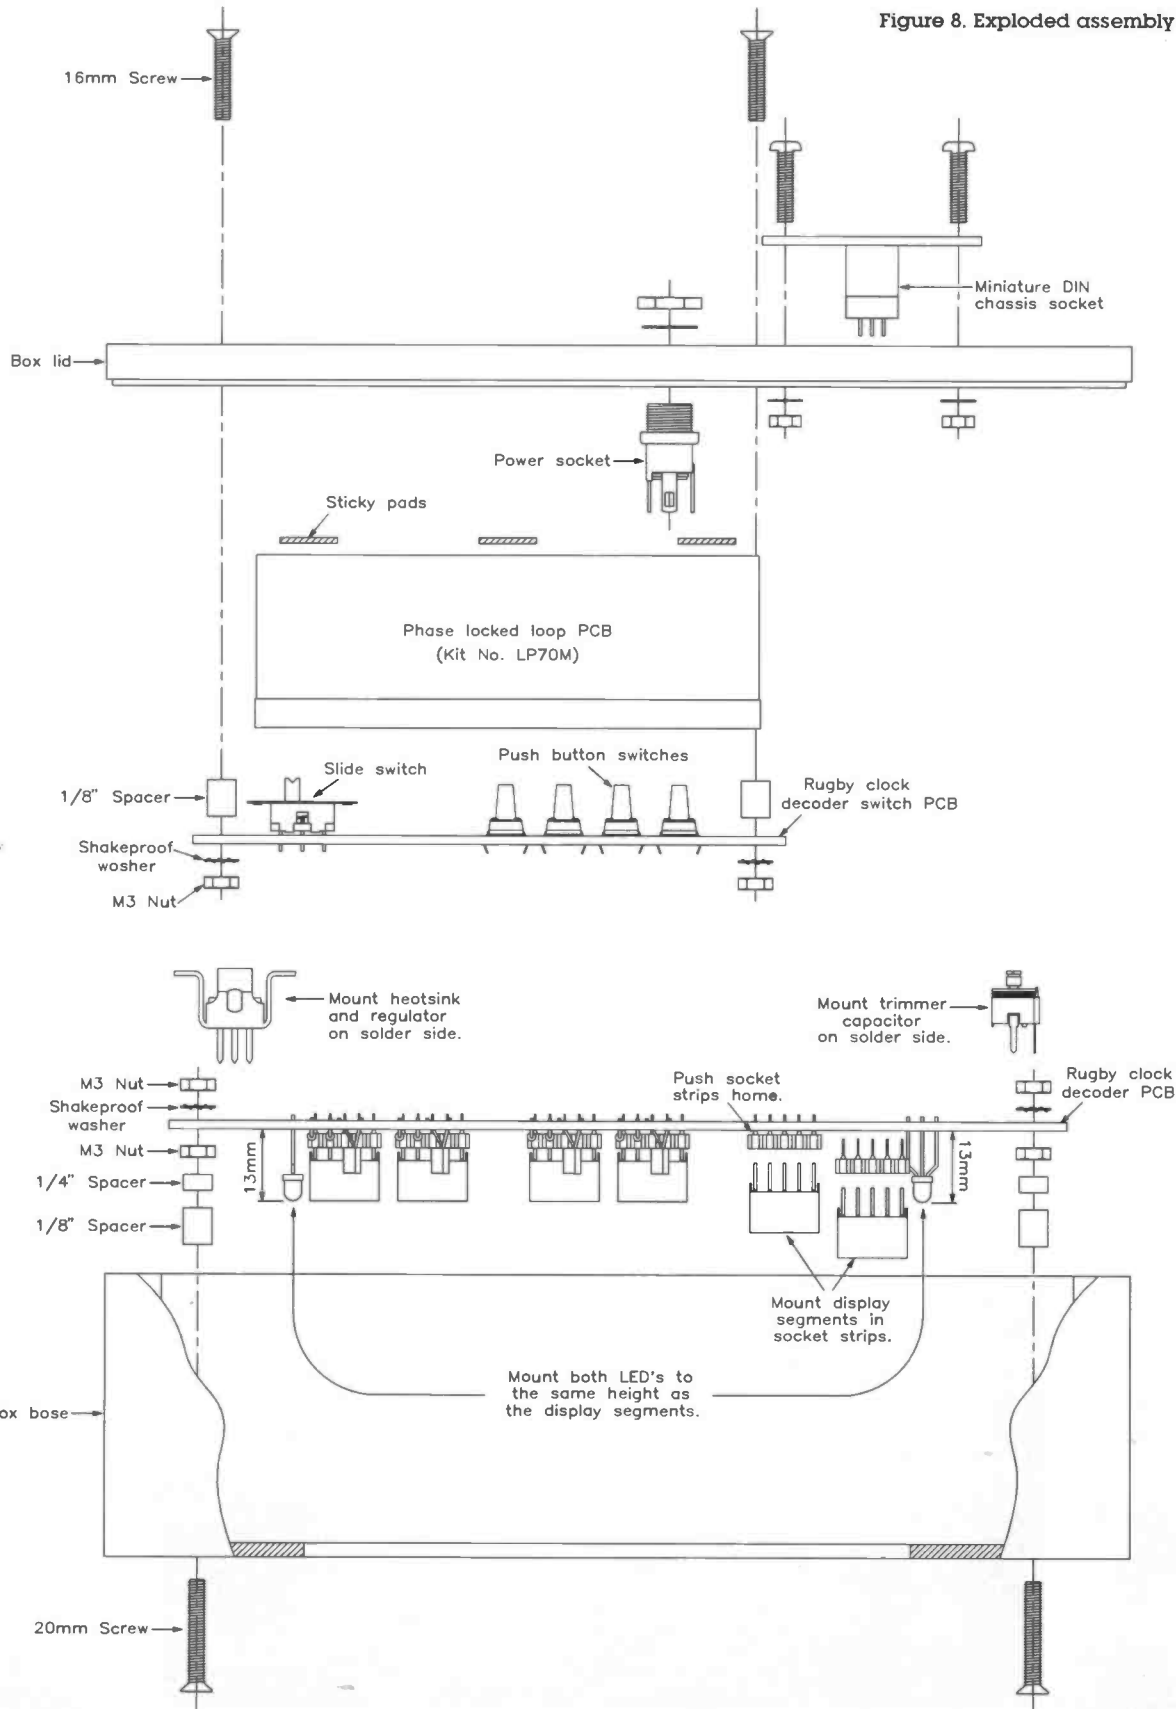 Figure 8. Exploded assembly
16mm Screw
Miniature DIN
chassis socket
Box lid
Power socket
Sticky pads
Phase locked loop PCB
(Kit No. LP70M)
Push button switches
Slide switch
1/8" Spacer
Rugby clock
decoder switch PCB
Shakeproof
wosher
M3 Nut
Mount heotsink
and regulator
on solder side.
Mount trimmer
capacitor
on solder side.
M3 Nut
Push socket
strips home.
Rugby clock
decoder PCB
Shakeproof
washer
M3 Nut
13mm
13mm
1/4" Spacer
1/8" Spacer
Mount display
segments in
socket strips.
Mount both LED's to
the same height as
the display segments.
ox bose
20mm Screw